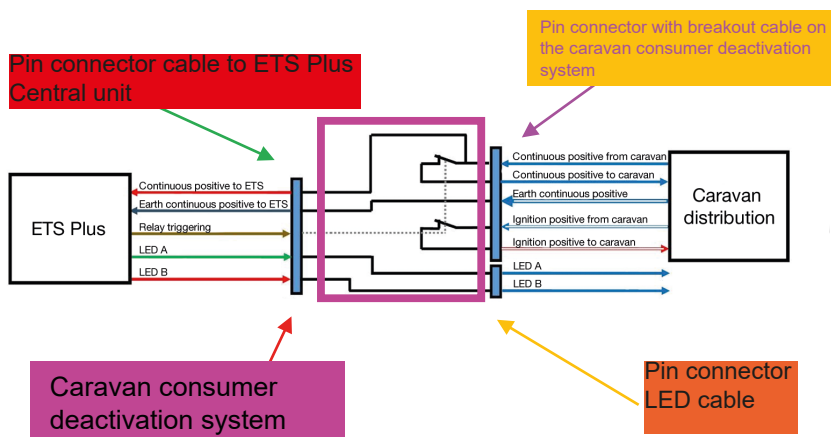 Pin connector with breakout cable on
the caravan consumer deactivation
system
Pin connector cable to ETS Plus
Central unit
ETS Plus
Continuous positive to ETS
Earth continuous positive to ETS
Relay triggering
LED A
LED B
Continuous positive from caravan
Continuous positive to caravan
Earth continuous positive
Ignition positive from caravan
Ignition positive to caravan
LED A
LED B
Caravan
distribution
Caravan consumer
deactivation system
Pin connector
LED cable